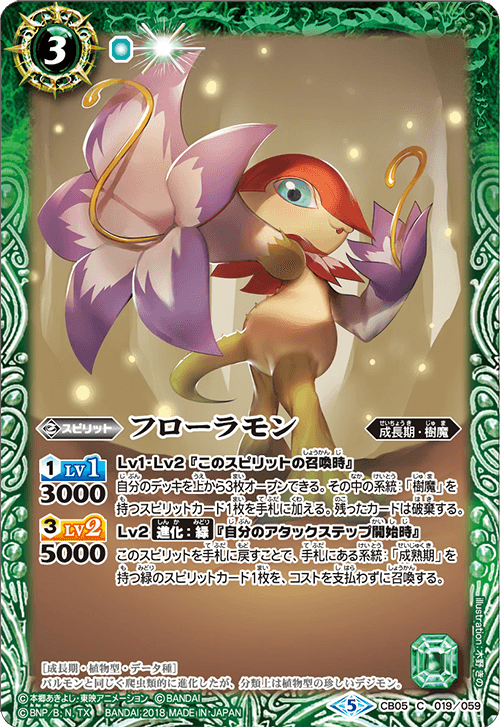 3
スピリット
フローラモン
成長期・樹魔
1 LV1
3000
Lv1・Lv2『このスピリットの召喚時』
自分のデッキを上から3枚オープンできる。その中の系統：「樹魔」を
持つスピリットカード1枚を手札に加える。残ったカードは破棄する。
3 LV2
5000
Lv2 進化：緑 『自分のアタックステップ開始時』
このスピリットを手札に戻すことで、手札にある系統：「成熟期」を
持つ緑のスピリットカード1枚を、コストを支払わずに召喚する。
[成長期・植物型・データ種]
パルモンと同じく爬虫類的に進化したが、分類上は植物型の珍しいデジモン。
©本郷あきよし・東映アニメーション ©BANDAI
©BNP/B, N, TX BANDAI 2018 MADE IN JAPAN
5 CB05 C 019/059